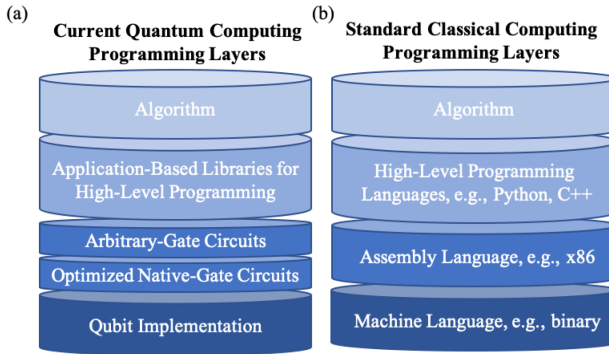 (a)
Current Quantum Computing
Programming Layers
Algorithm
Application-Based Libraries for
High-Level Programming
Arbitrary-Gate Circuits
Optimized Native-Gate Circuits
Qubit Implementation
(b)
Standard Classical Computing
Programming Layers
Algorithm
High-Level Programming
Languages, e.g., Python, C++
Assembly Language, e.g., x86
Machine Language, e.g., binary